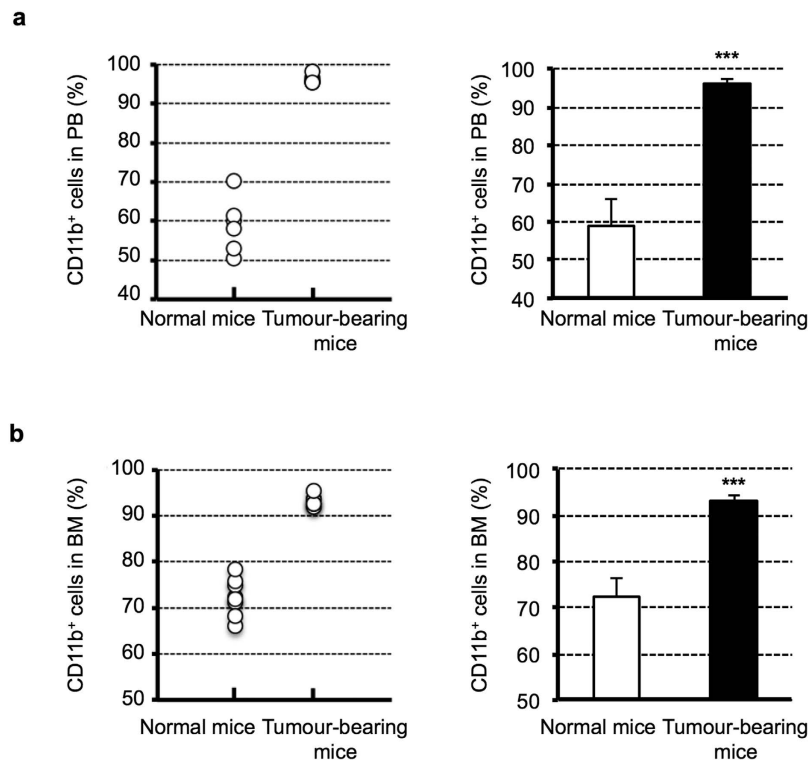 a
CD11b+ cells in PB (%)
100
90
80
70
60
50
40
Normal mice Tumour-bearing
mice
CD11b+ cells in PB (%)
100
90
80
70
60
50
40
***
Normal mice Tumour-bearing
mice
b
CD11b+ cells in BM (%)
100
90
80
70
60
50
Normal mice Tumour-bearing
mice
CD11b+ cells in BM (%)
100
90
80
70
60
50
***
Normal mice Tumour-bearing
mice